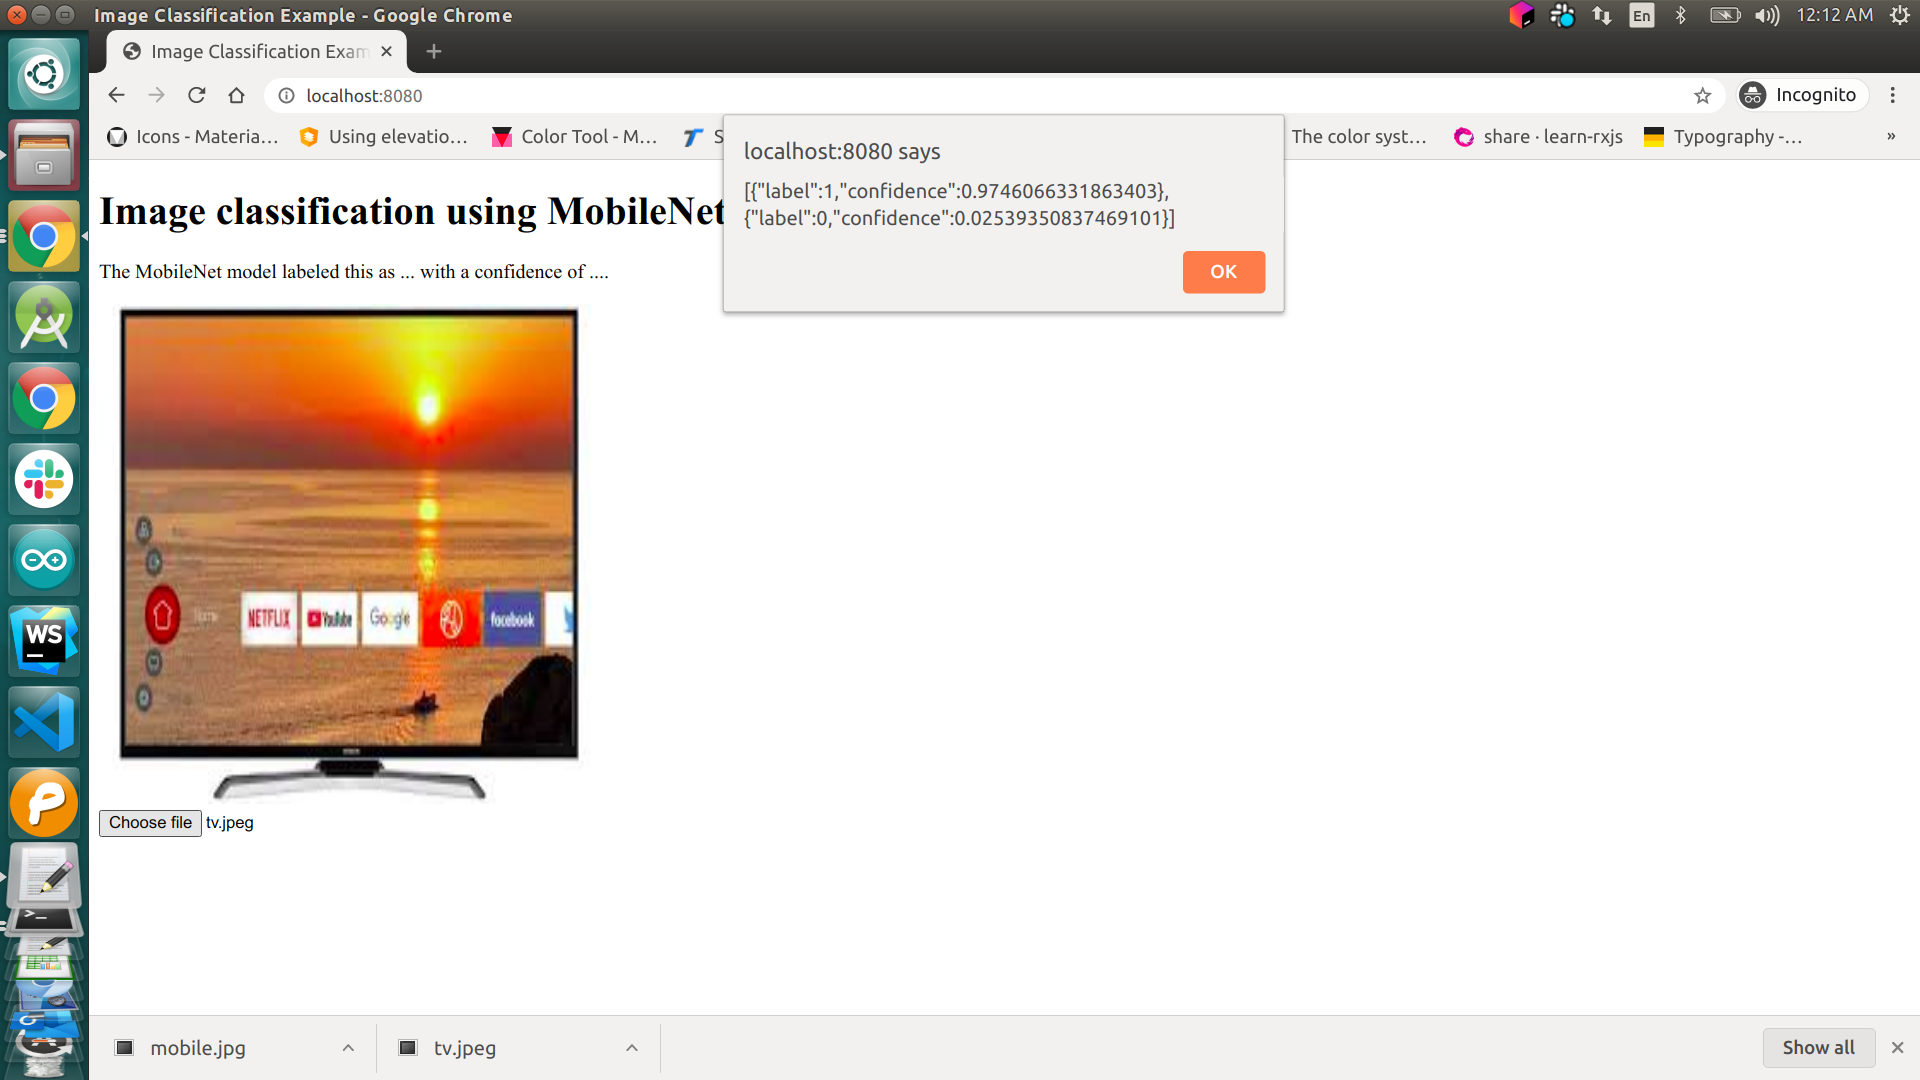 Image Classification Example - Google Chrome
En
12:12 AM
Image Classification Exam
localhost:8080
Incognito
Icons - Materia...
Using elevatio...
Color Tool - M...
S
The color syst...
share · learn-rxjs
Typography -...
»
localhost:8080 says
[{"label":1,"confidence":0.9746066331863403},
{"label":0,"confidence":0.02539350837469101}]
OK
Image classification using MobileNet
The MobileNet model labeled this as ... with a confidence of ....
Home
NETFLIX
YouTube
Google
facebook
Choose file tv.jpeg
WS
mobile.jpg
tv.jpeg
Show all